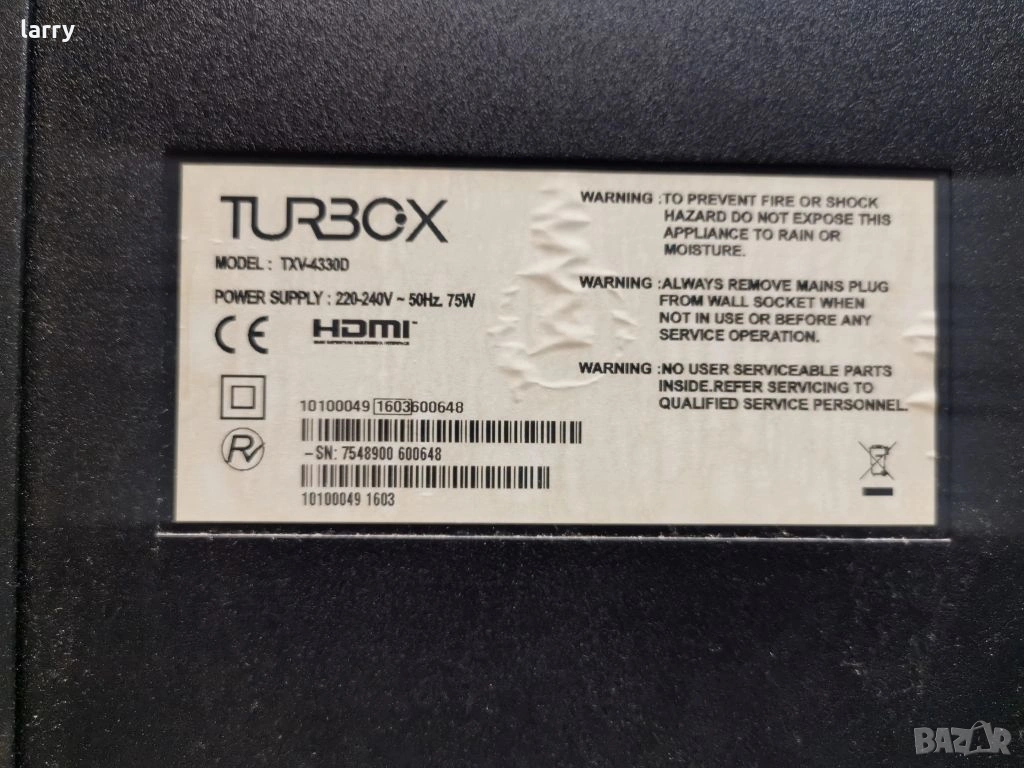 larry
TURBOX
MODEL : TXV-4330D
POWER SUPPLY : 220-240V ~ 50Hz. 75W
CE HDMI
10100049 1603 600648
-SN: 7548900 600648
10100049 1603
R
WARNING :TO PREVENT FIRE OR SHOCK
HAZARD DO NOT EXPOSE THIS
APPLIANCE TO RAIN OR
MOISTURE.
WARNING :ALWAYS REMOVE MAINS PLUG
FROM WALL SOCKET WHEN
NOT IN USE OR BEFORE ANY
SERVICE OPERATION.
WARNING :NO USER SERVICEABLE PARTS
INSIDE.REFER SERVICING TO
QUALIFIED SERVICE PERSONNEL.
BAZAR